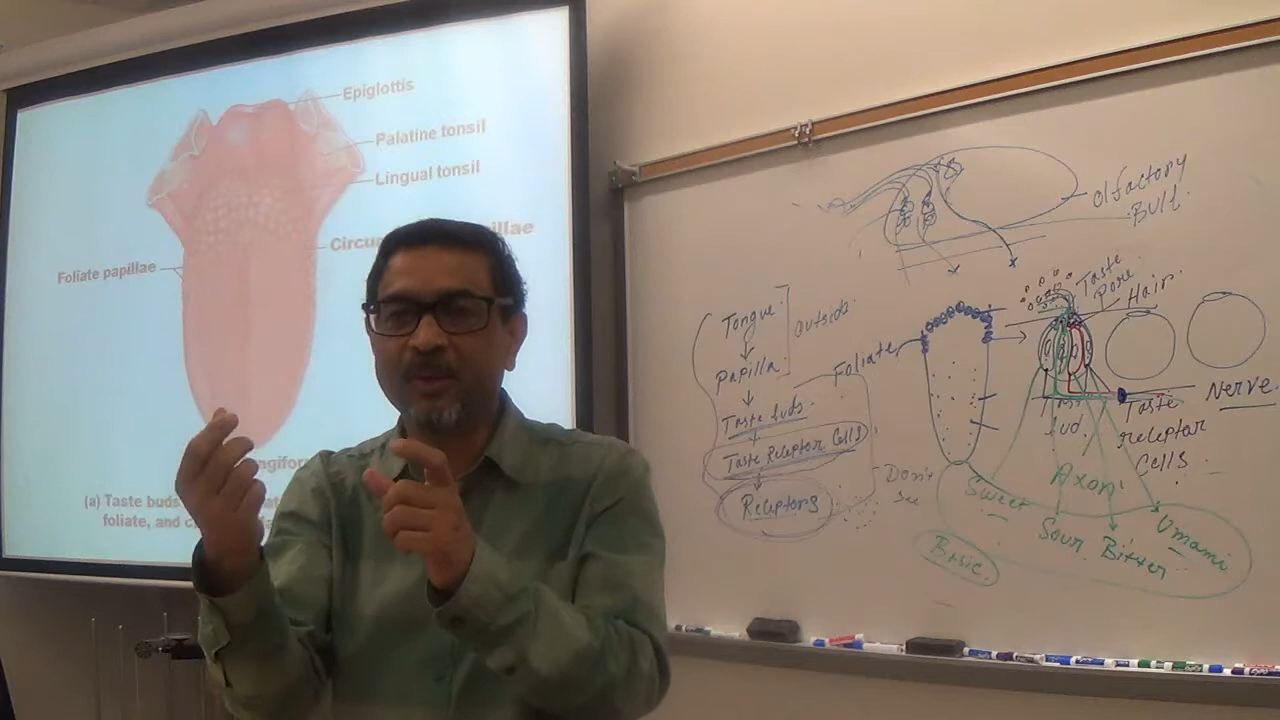 Epiglottis
Palatine tonsil
Lingual tonsil
Foliate papillae
(a) Taste buds
foliate, and
Olfactory
Bulb
Tongue
Papilla
outside
Taste buds
Taste Receptor Cells
Receptors
Don't
see
Foliate
Taste
Pore
Hair
Nerve
Taste
receptor
Cells
Axon
Sweet
Sour Bitter
Umami
Basic